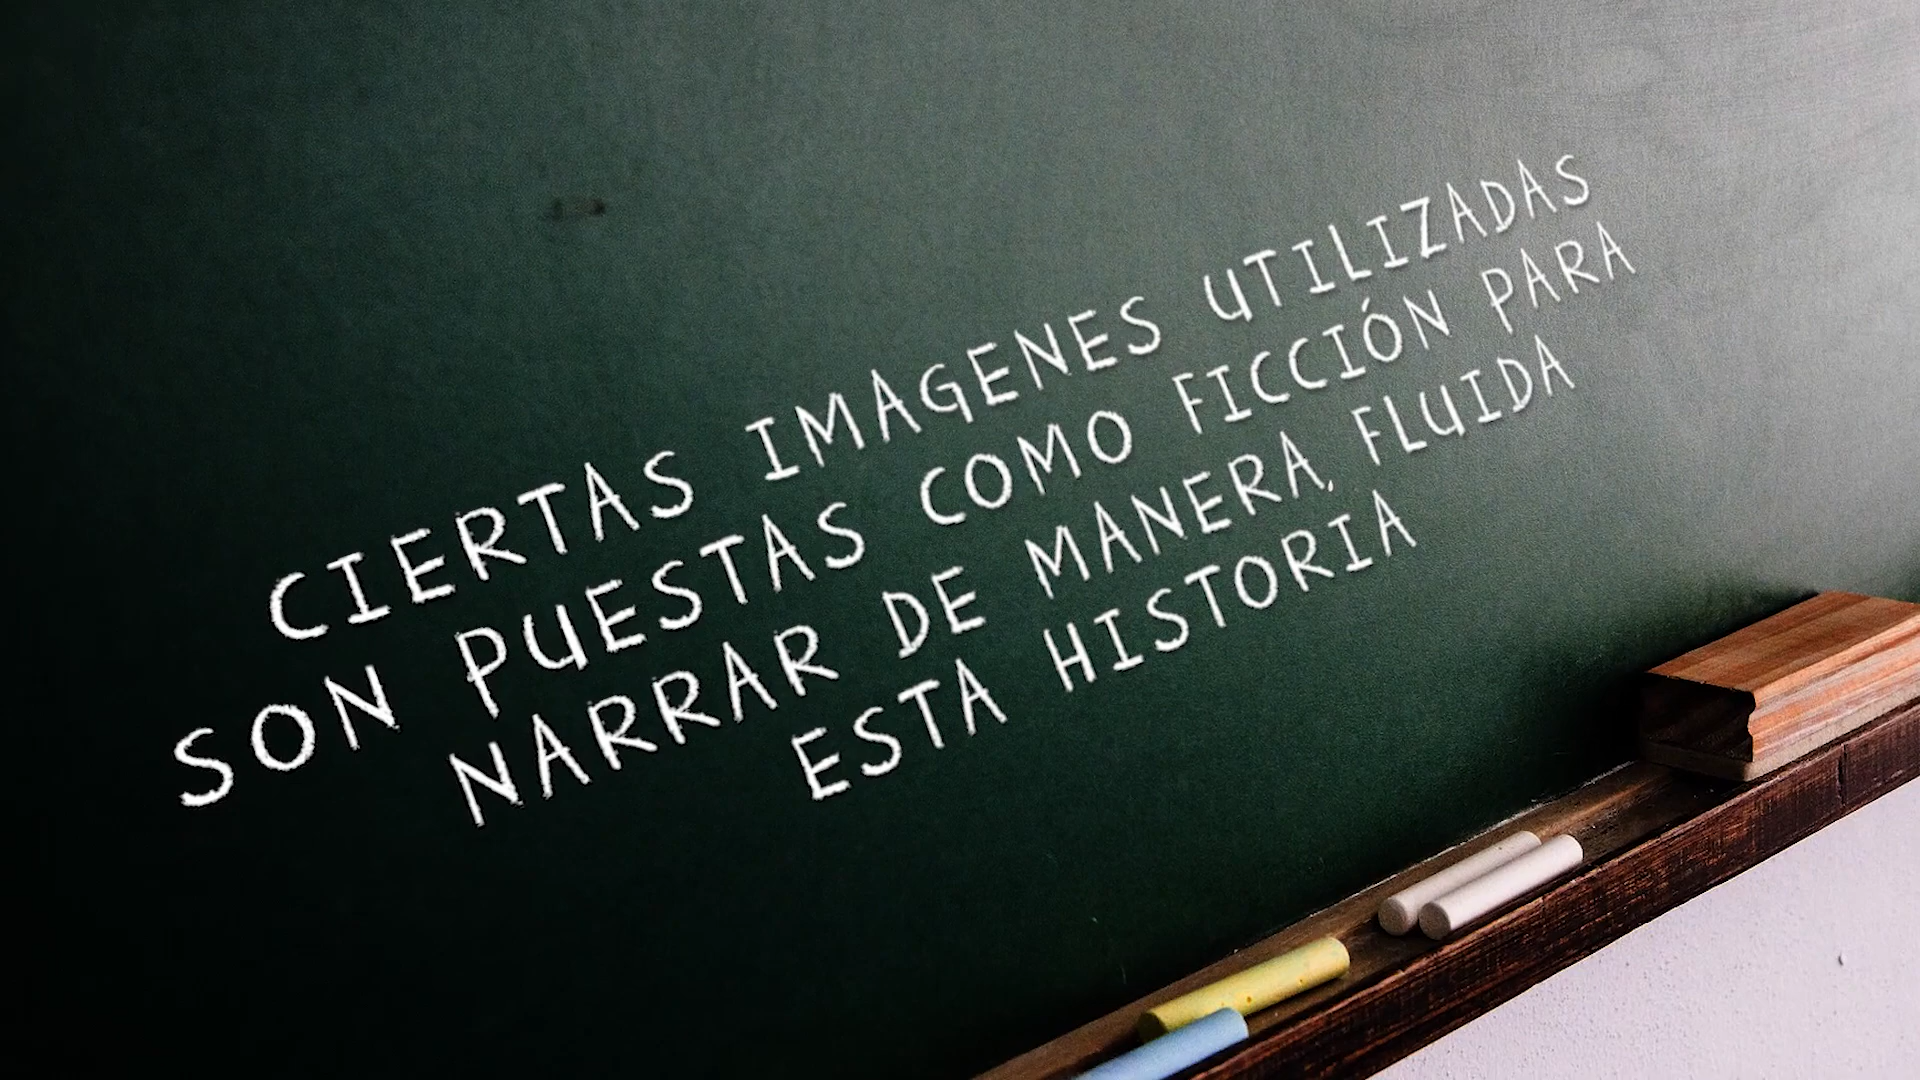 CIERTAS IMAGENES UTILIZADAS
SON PUESTAS COMO FICCIÓN PARA
NARRAR DE MANERA FLUIDA
ESTA HISTORIA